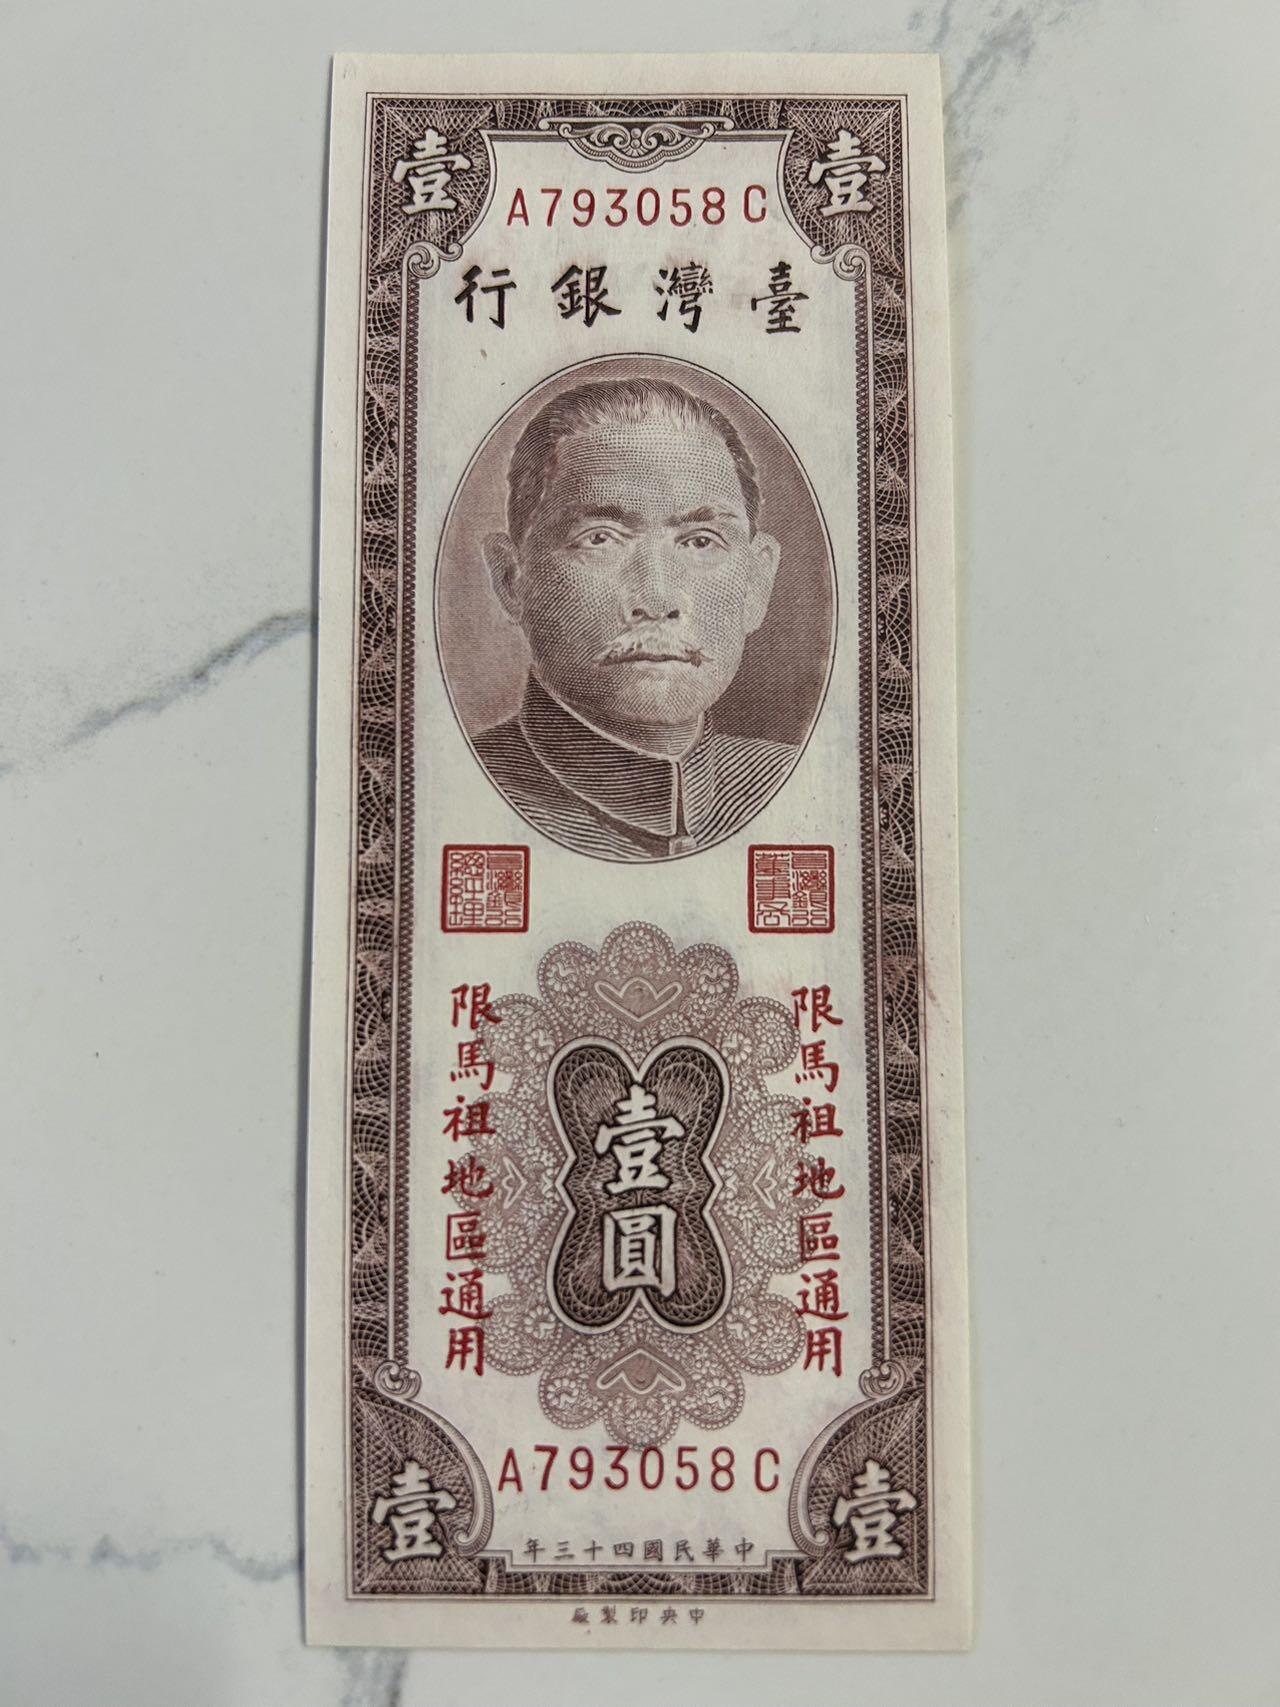 壹 壹
A793058C
臺灣銀行
限馬祖地區通用
限馬祖地區通用
壹圓
A793058C
壹 壹
中華民國四十三年
中央印製廠